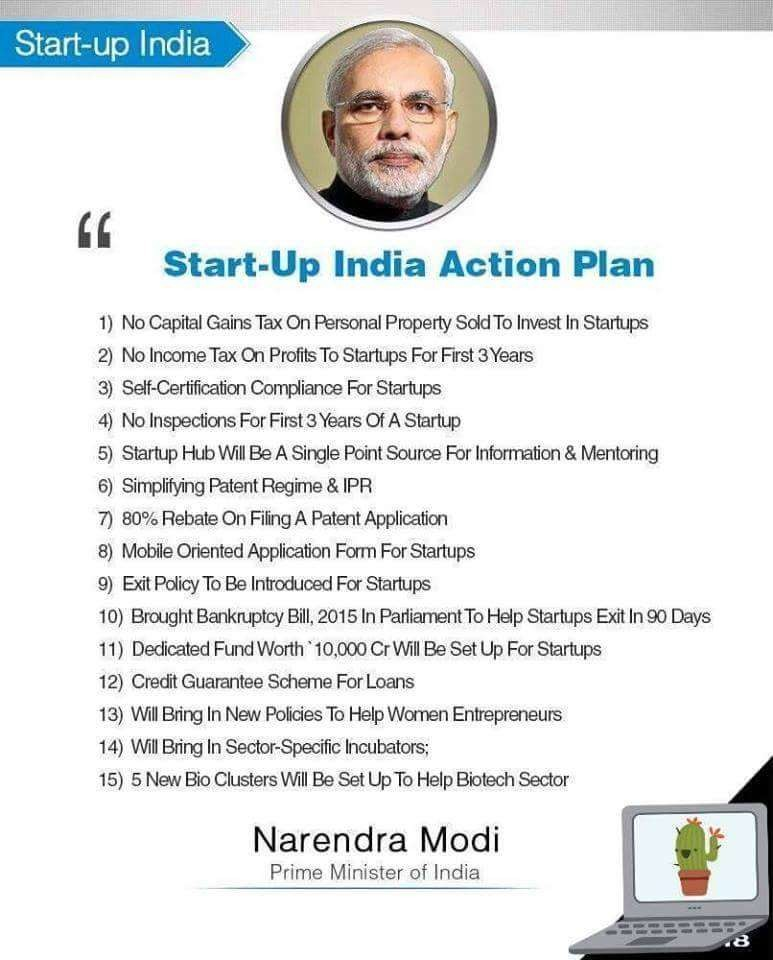 Start-up India
“
Start-Up India Action Plan
1) No Capital Gains Tax On Personal Property Sold To Invest In Startups
2) No Income Tax On Profits To Startups For First 3 Years
3) Self-Certification Compliance For Startups
4) No Inspections For First 3 Years Of A Startup
5) Startup Hub Will Be A Single Point Source For Information & Mentoring
6) Simplifying Patent Regime & IPR
7) 80% Rebate On Filing A Patent Application
8) Mobile Oriented Application Form For Startups
9) Exit Policy To Be Introduced For Startups
10) Brought Bankruptcy Bill, 2015 In Parliament To Help Startups Exit In 90 Days
11) Dedicated Fund Worth `10,000 Cr Will Be Set Up For Startups
12) Credit Guarantee Scheme For Loans
13) Will Bring In New Policies To Help Women Entrepreneurs
14) Will Bring In Sector-Specific Incubators;
15) 5 New Bio Clusters Will Be Set Up To Help Biotech Sector
Narendra Modi
Prime Minister of India